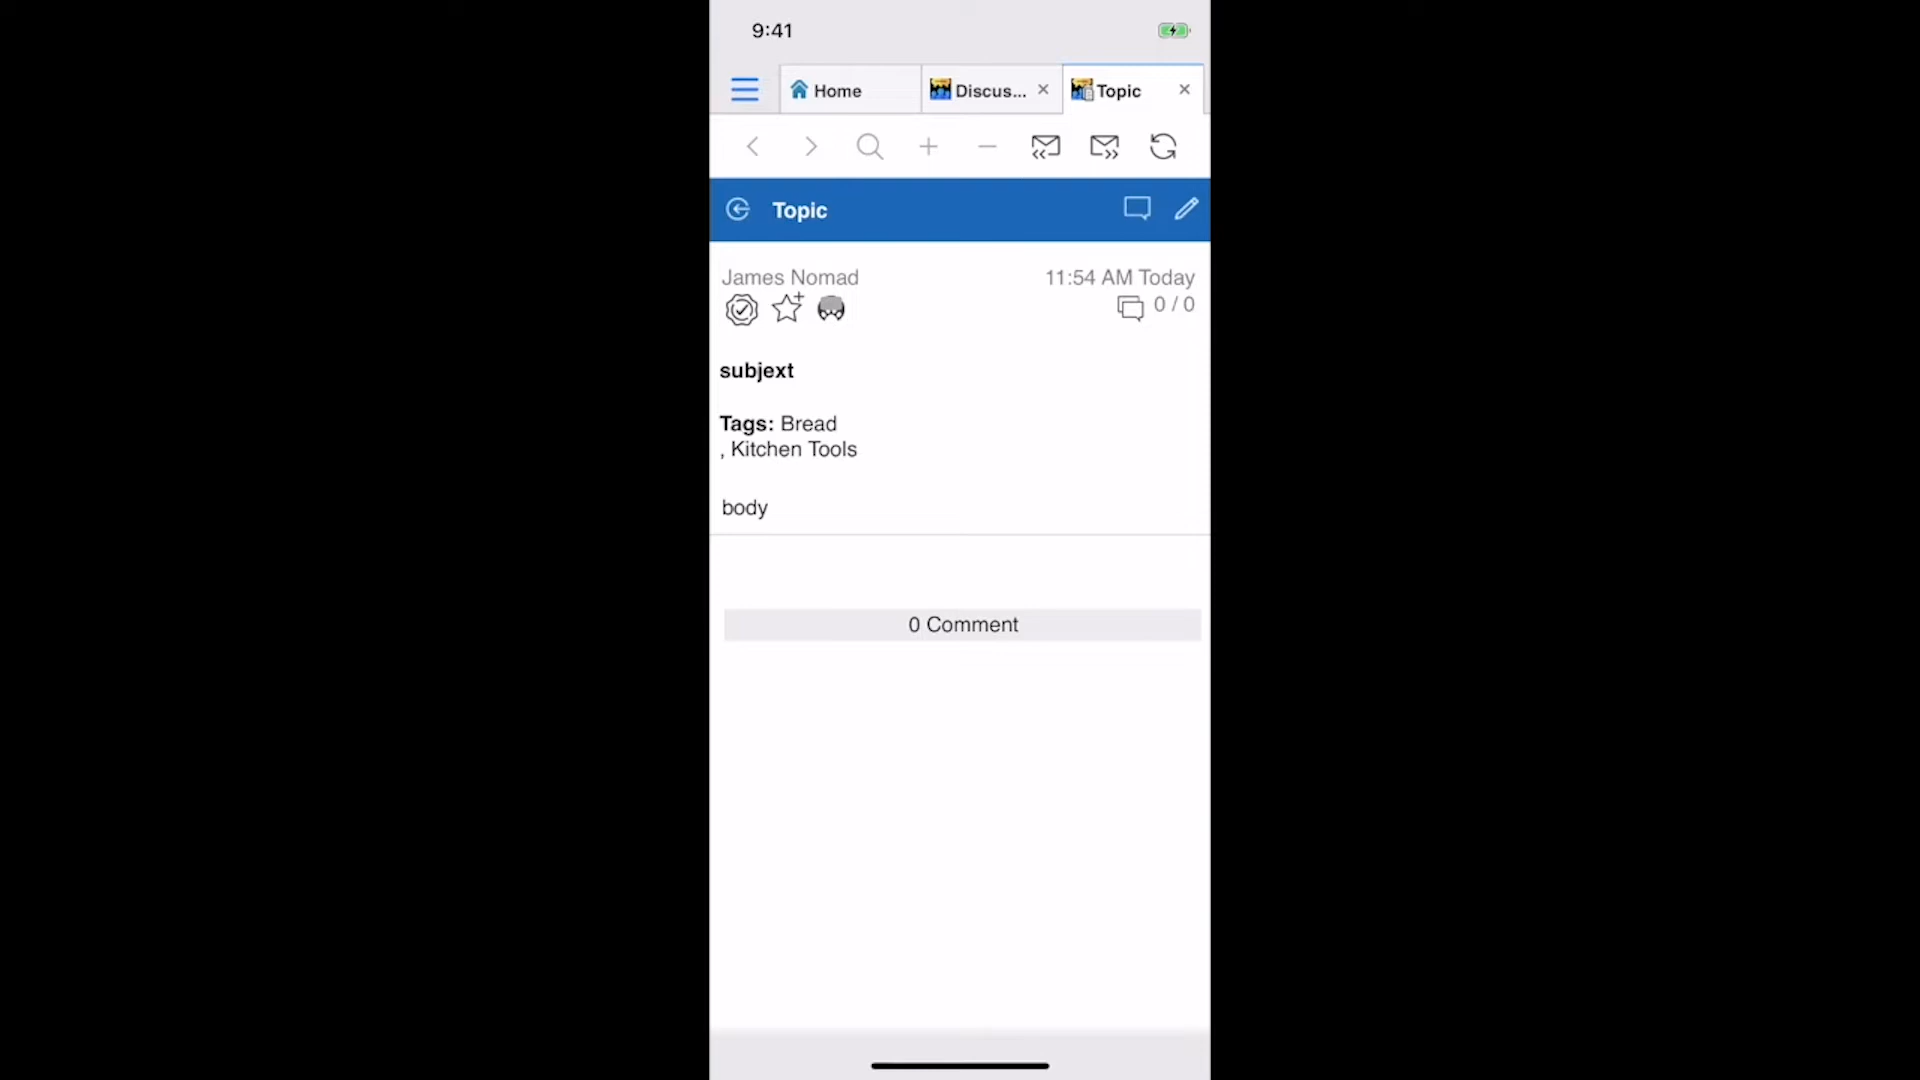 9:41
Home
Discus...
Topic
Topic
James Nomad
11:54 AM Today
0 / 0
subjext
Tags: Bread
, Kitchen Tools
body
0 Comment